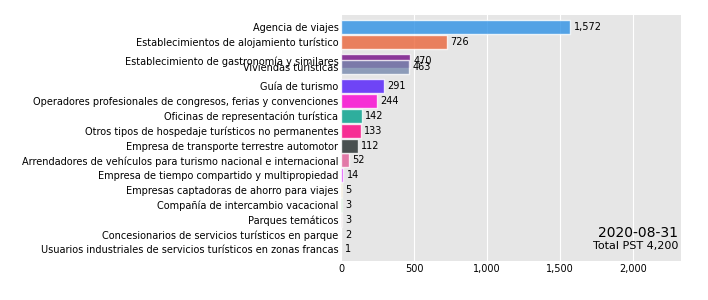 Agencia de viajes 1,572
Establecimientos de alojamiento turístico 726
Establecimiento de gastronomía y similares 470
Viviendas turísticas 463
Guía de turismo 291
Operadores profesionales de congresos, ferias y convenciones 244
Oficinas de representación turística 142
Otros tipos de hospedaje turísticos no permanentes 133
Empresa de transporte terrestre automotor 112
Arrendadores de vehículos para turismo nacional e internacional 52
Empresa de tiempo compartido y multipropiedad 14
Empresas captadoras de ahorro para viajes 5
Compañía de intercambio vacacional 3
Parques temáticos 3
Concesionarios de servicios turísticos en parque 2
Usuarios industriales de servicios turísticos en zonas francas 1
2020-08-31
Total PST 4,200
0 500 1,000 1,500 2,000